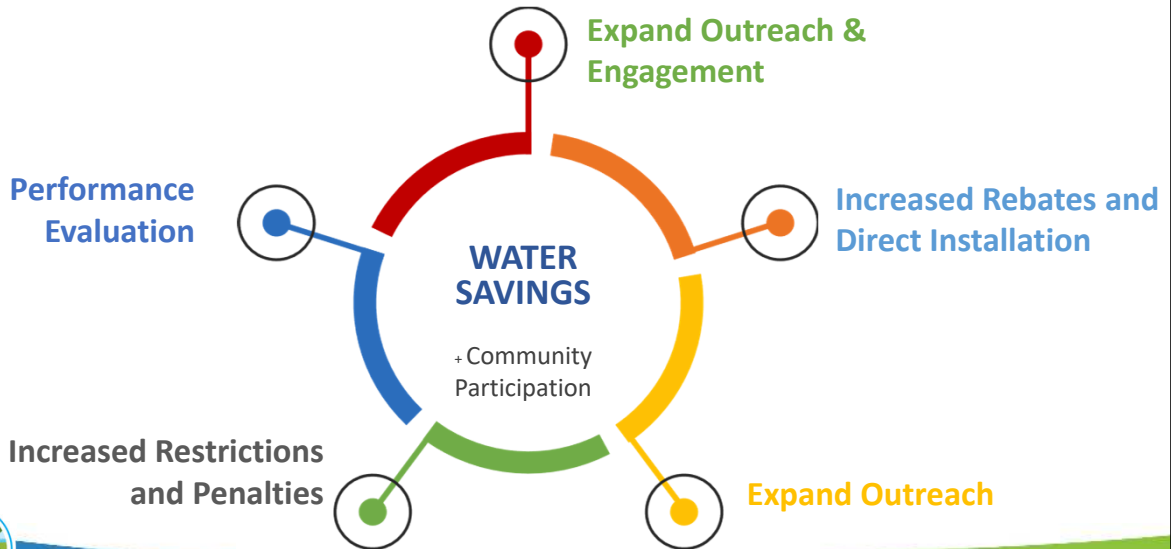 Expand Outreach &
Engagement
Performance
Evaluation
Increased Rebates and
Direct Installation
WATER
SAVINGS
+ Community
Participation
Increased Restrictions
and Penalties
Expand Outreach